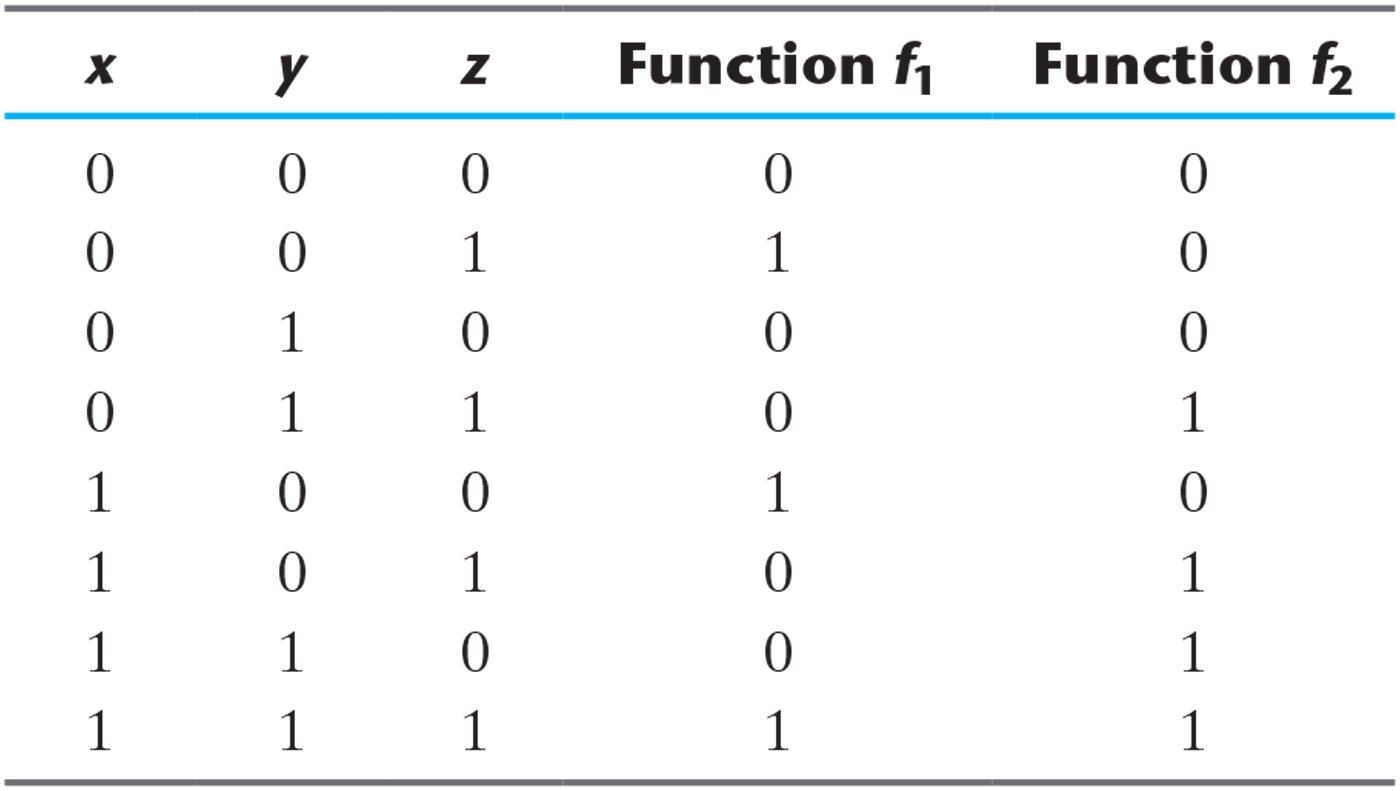 x y z Function f₁ Function f₂
0 0 0 0 0
0 0 1 1 0
0 1 0 0 0
0 1 1 0 1
1 0 0 1 0
1 0 1 0 1
1 1 0 0 1
1 1 1 1 1